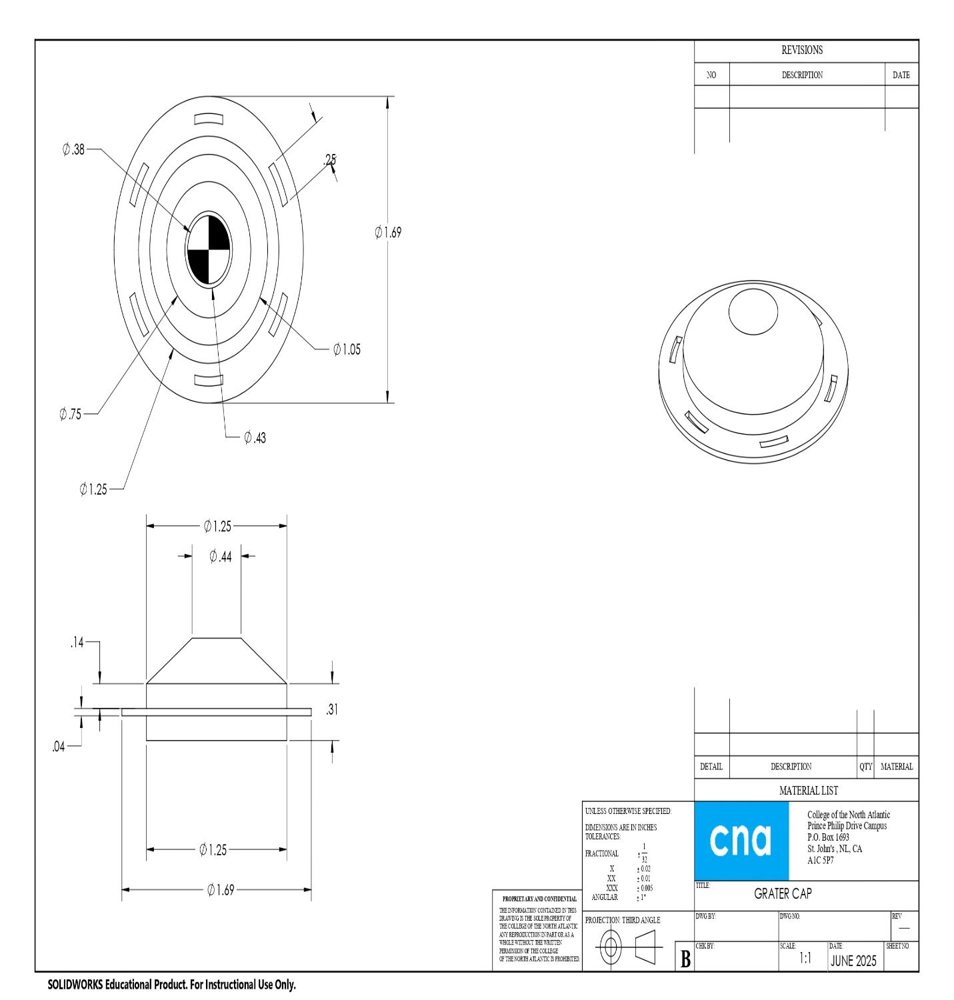 REVISIONS
NO DESCRIPTION DATE
∅.38
.25
∅1.69
∅1.05
∅.75
∅.43
∅1.25
∅1.25
∅.44
.14
.31
.04
∅1.25
∅1.69
DETAIL DESCRIPTION QTY MATERIAL
MATERIAL LIST
UNLESS OTHERWISE SPECIFIED:
DIMENSIONS ARE IN INCHES
TOLERANCES:
FRACTIONAL ± 1/32
X ± 0.02
XX ± 0.01
XXX ± 0.005
ANGULAR ± 1°
cna
College of the North Atlantic
Prince Philip Drive Campus
P.O. Box 1693
St. John's , NL, CA
A1C 5P7
TITLE:
GRATER CAP
PROPRIETARY AND CONFIDENTIAL
THE INFORMATION CONTAINED IN THIS
DRAWING IS THE SOLE PROPERTY OF
THE COLLEGE OF THE NORTH ATLANTIC.
ANY REPRODUCTION IN PART OR AS A
WHOLE WITHOUT THE WRITTEN
PERMISSION OF THE COLLEGE
OF THE NORTH ATLANTIC IS PROHIBITED.
PROJECTION: THIRD ANGLE
DWG BY: DWG NO. REV
—
B
CHK BY: SCALE: DATE: SHEET NO.
1:1 JUNE 2025
SOLIDWORKS Educational Product. For Instructional Use Only.